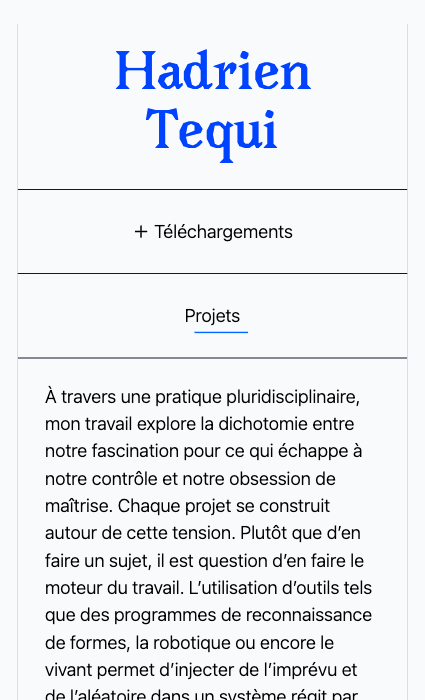 Hadrien
Tequi
+ Téléchargements
Projets
À travers une pratique pluridisciplinaire,
mon travail explore la dichotomie entre
notre fascination pour ce qui échappe à
notre contrôle et notre obsession de
maîtrise. Chaque projet se construit
autour de cette tension. Plutôt que d’en
faire un sujet, il est question d’en faire le
moteur du travail. L’utilisation d’outils tels
que des programmes de reconnaissance
de formes, la robotique ou encore le
vivant permet d’injecter de l’imprévu et
de l’aléatoire dans un système régit par